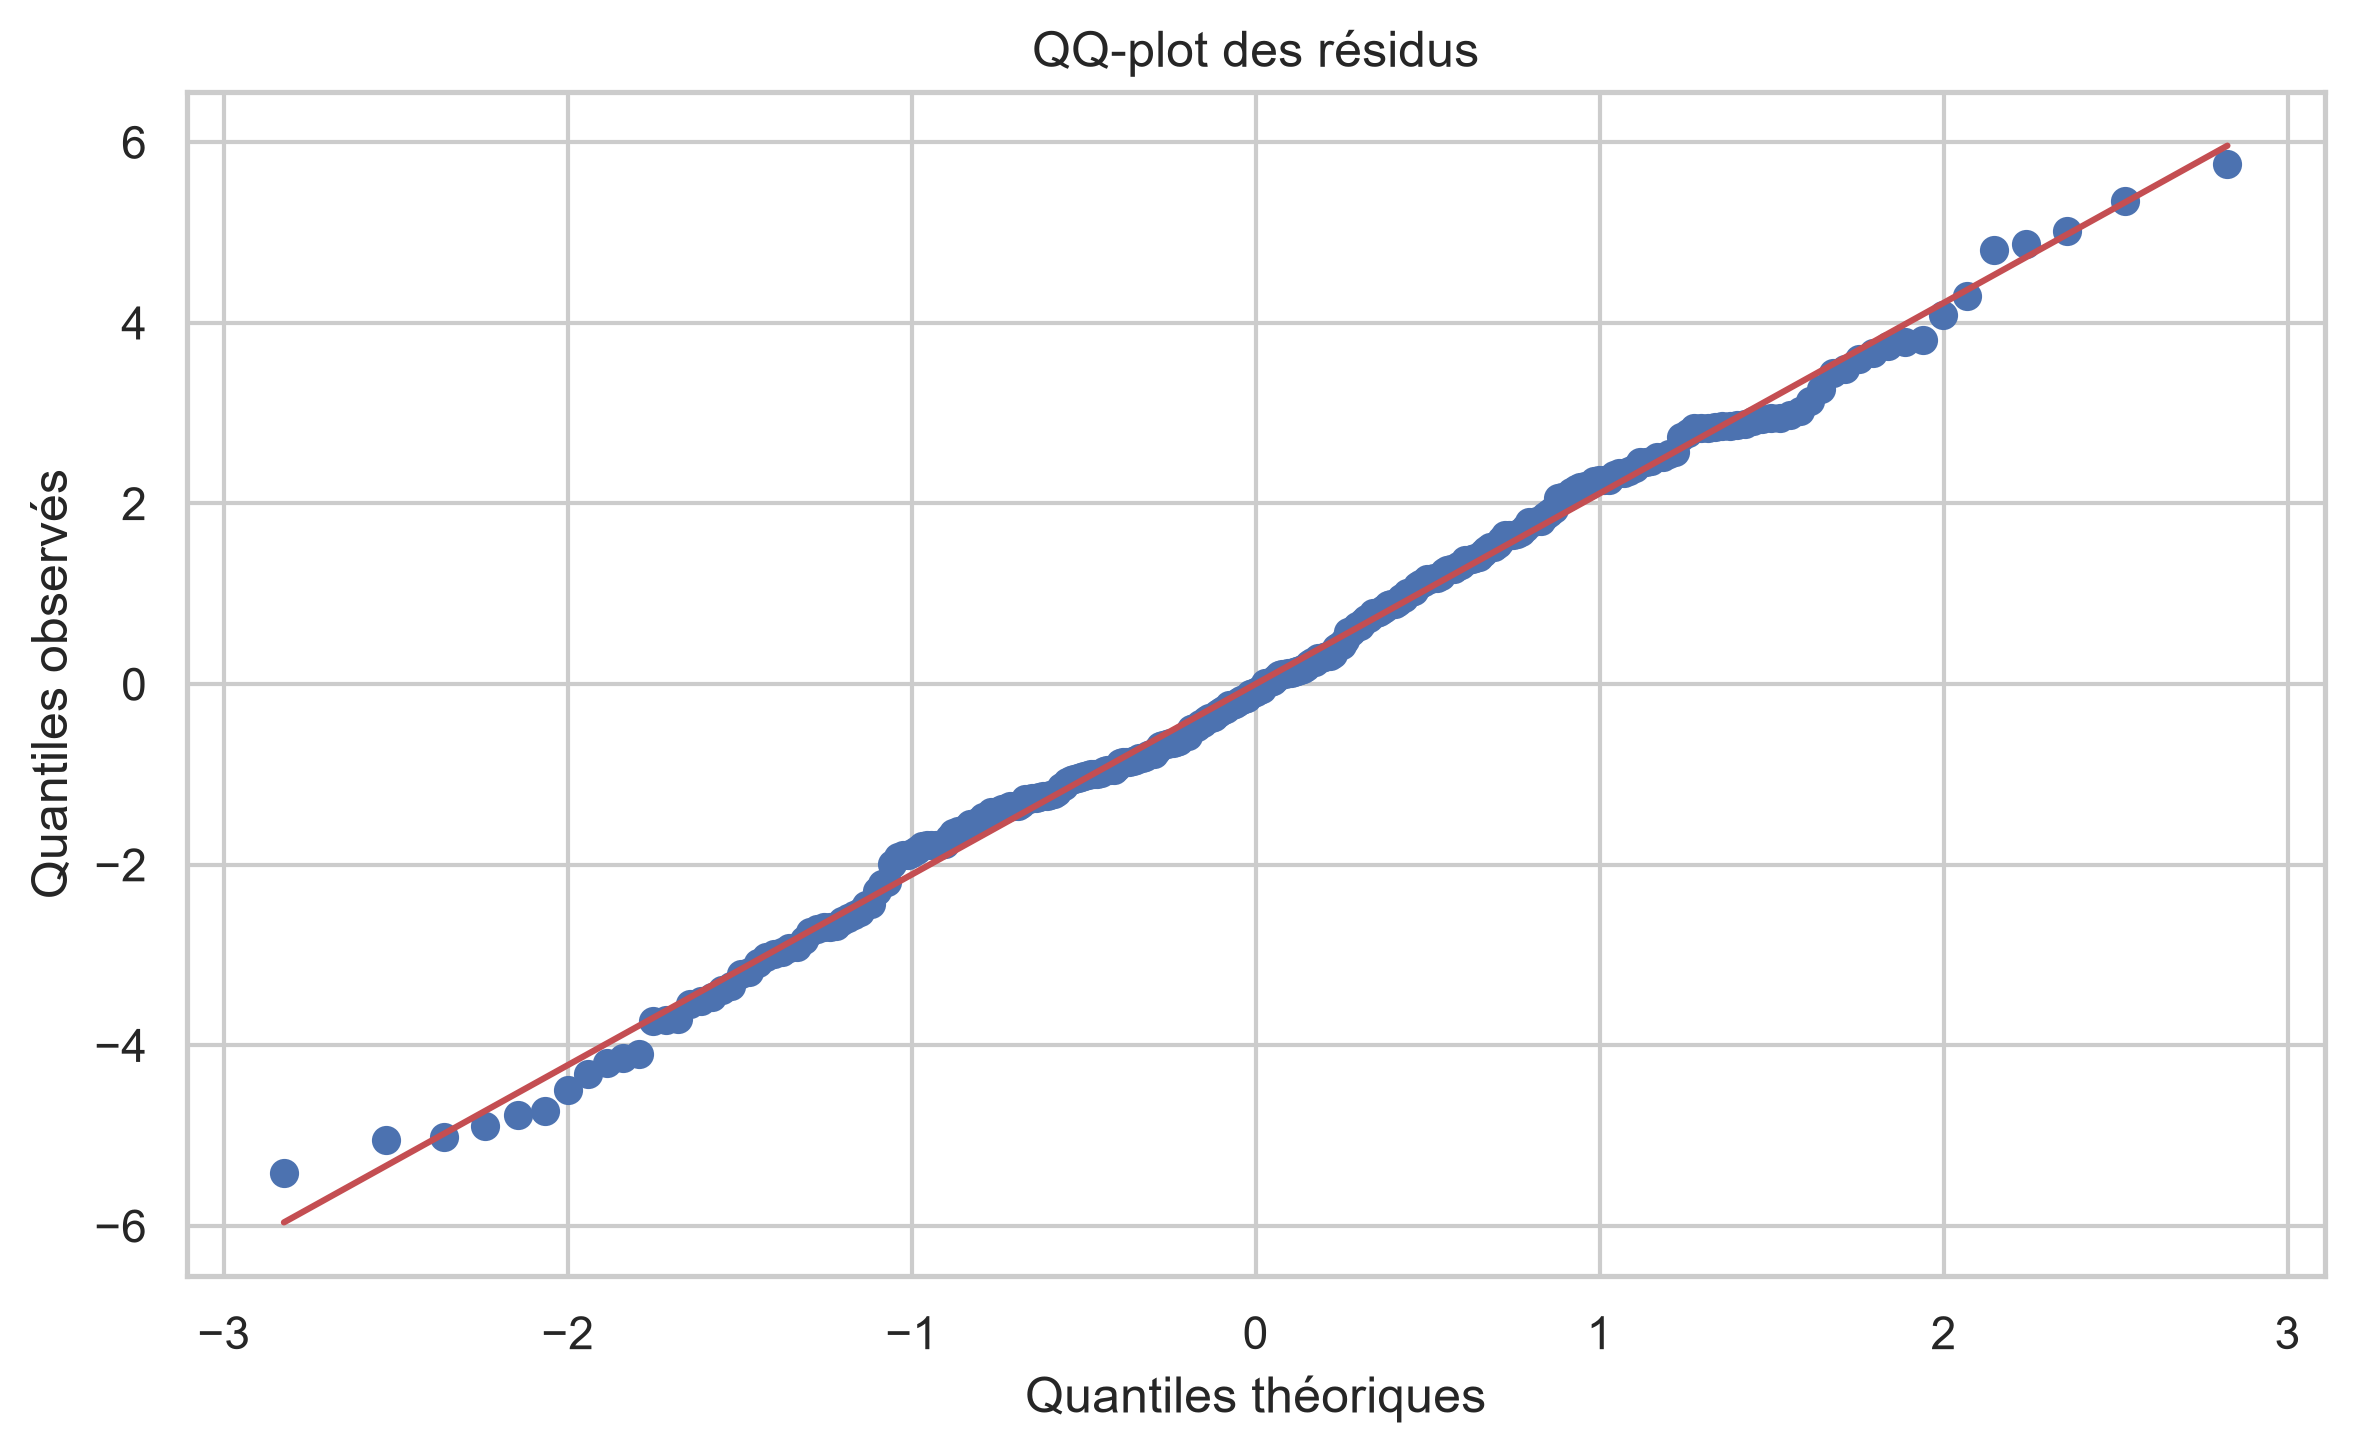 QQ-plot des résidus
6
4
2
0
−2
−4
−6
Quantiles observés
−3 −2 −1 0 1 2 3
Quantiles théoriques